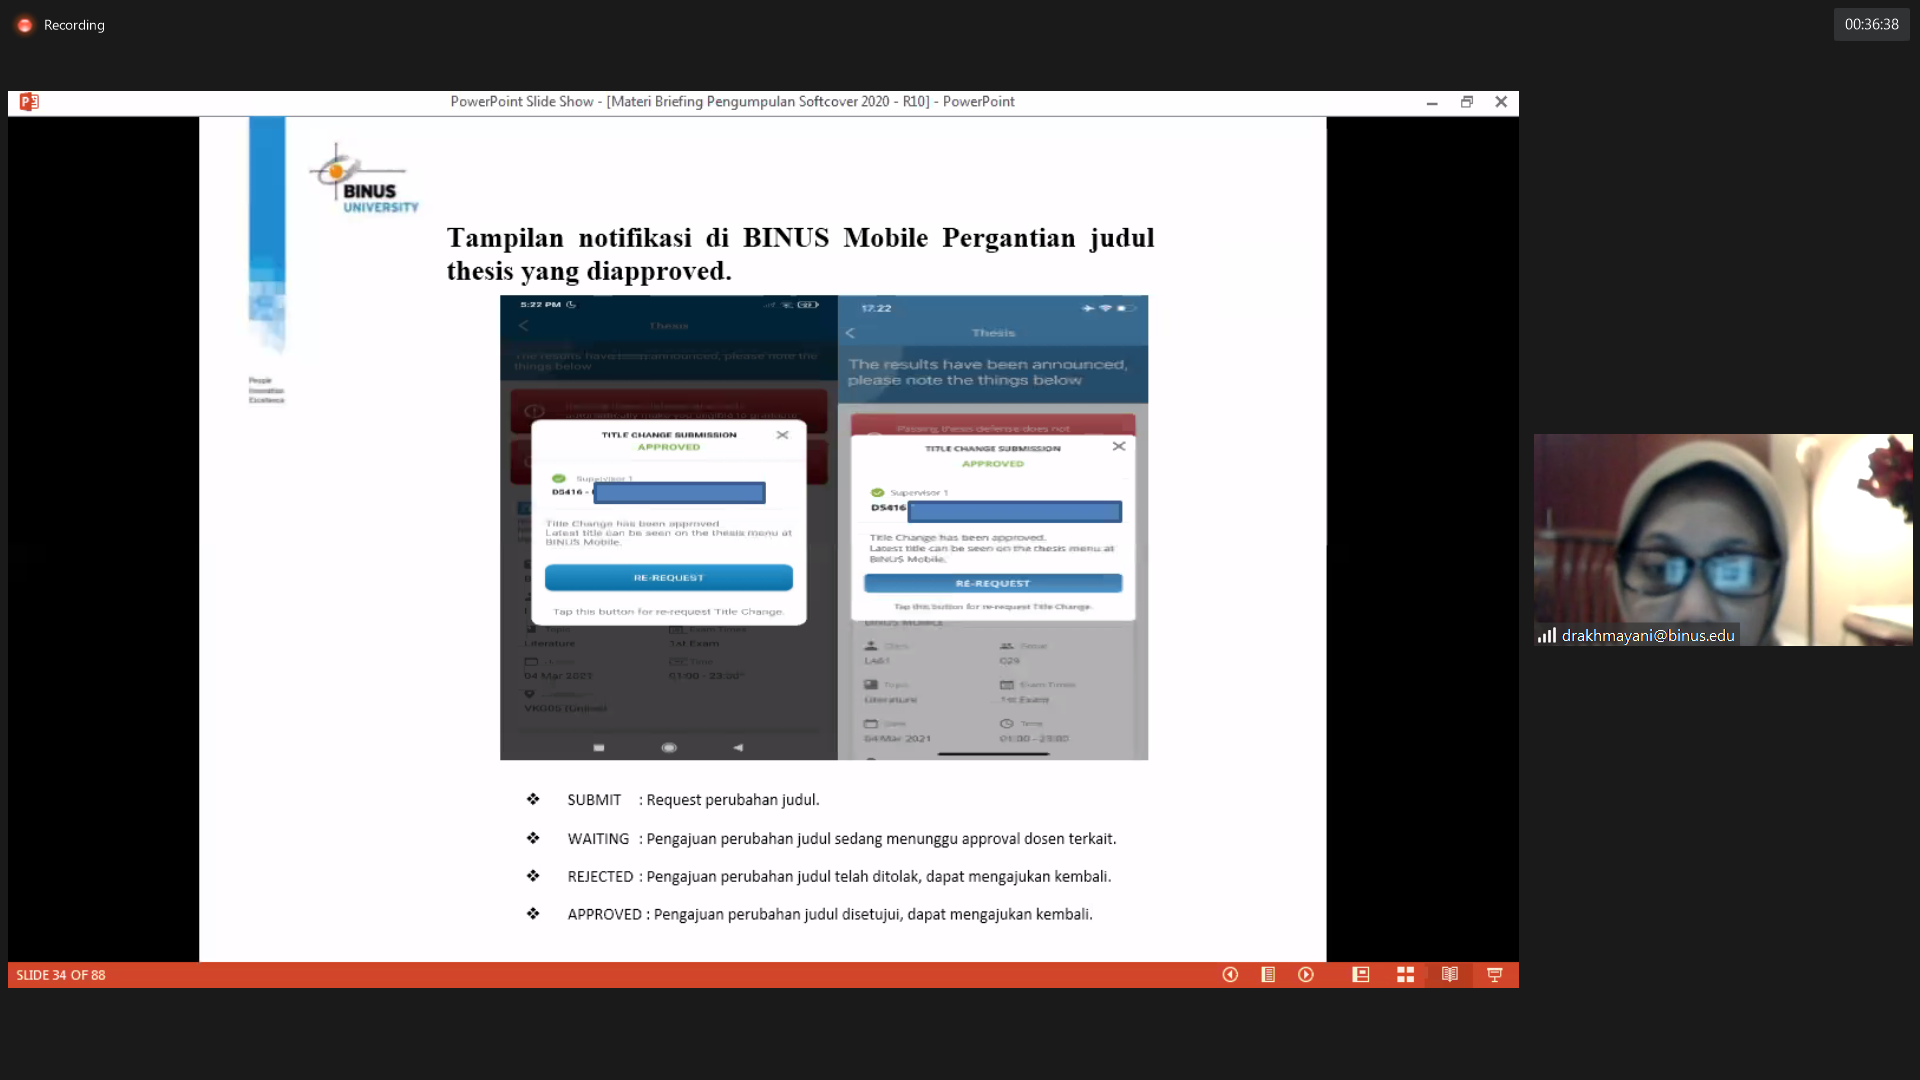 Recording
00:36:38
PowerPoint Slide Show - [Materi Briefing Pengumpulan Softcover 2020 - R10] - PowerPoint
BINUS
UNIVERSITY
People
Innovation
Excellence
Tampilan notifikasi di BINUS Mobile Pergantian judul
thesis yang diapproved.
5:22 PM
Thesis
The results have been announced, please note the
things below
TITLE CHANGE SUBMISSION
APPROVED
Supervisor 1
D5416 -
Title Change has been approved.
Latest title can be seen on the thesis menu at
BINUS Mobile.
RE-REQUEST
Tap this button for re-request Title Change.
Topic
Exam Times
Literature
1st Exam
Time
04 Mar 2021
01:00 - 23:00
17.22
Thesis
The results have been announced,
please note the things below
Passing thesis defense does not
TITLE CHANGE SUBMISSION
APPROVED
Supervisor 1
D5416
Title Change has been approved.
Latest title can be seen on the thesis menu at
BINUS Mobile.
RE-REQUEST
Tap this button for re-request Title Change.
BINUS MOBILE
Class
LA61
029
Topic
Exam Times
Literature
1st Exam
Date
Time
04 Mar 2021
01:00 - 23:00
❖ SUBMIT : Request perubahan judul.
❖ WAITING : Pengajuan perubahan judul sedang menunggu approval dosen terkait.
❖ REJECTED : Pengajuan perubahan judul telah ditolak, dapat mengajukan kembali.
❖ APPROVED : Pengajuan perubahan judul disetujui, dapat mengajukan kembali.
SLIDE 34 OF 88
drakhmayani@binus.edu